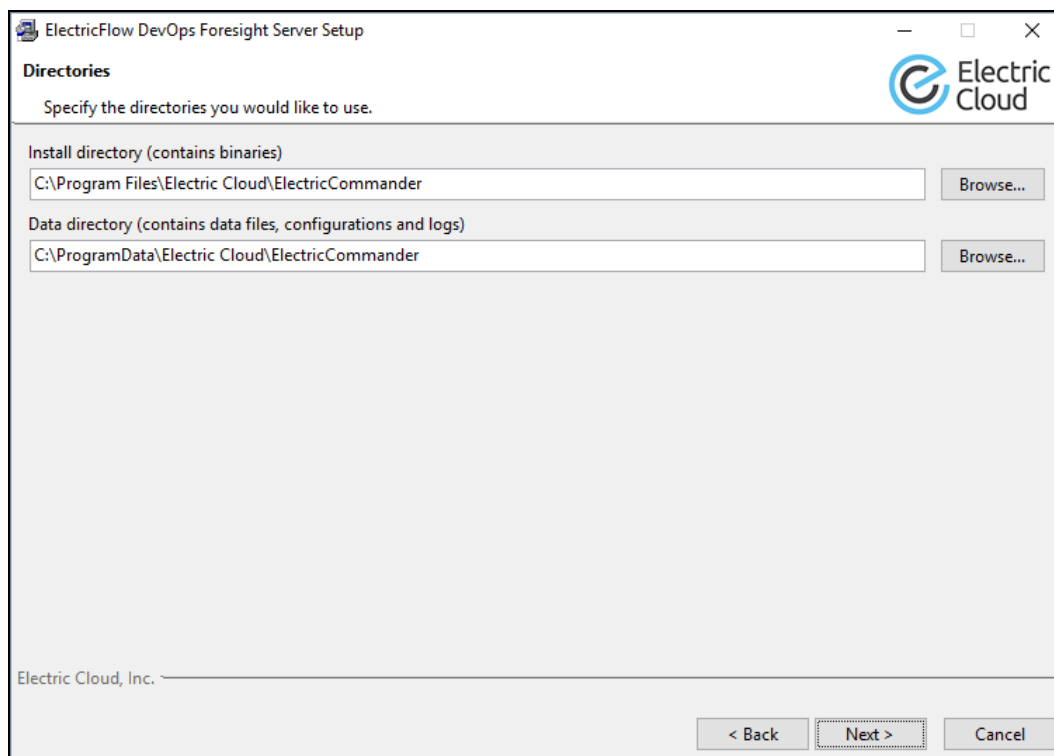 ElectricFlow DevOps Foresight Server Setup
Directories
Specify the directories you would like to use.
Electric
Cloud
Install directory (contains binaries)
C:\Program Files\Electric Cloud\ElectricCommander
Browse...
Data directory (contains data files, configurations and logs)
C:\ProgramData\Electric Cloud\ElectricCommander
Browse...
Electric Cloud, Inc.
< Back
Next >
Cancel